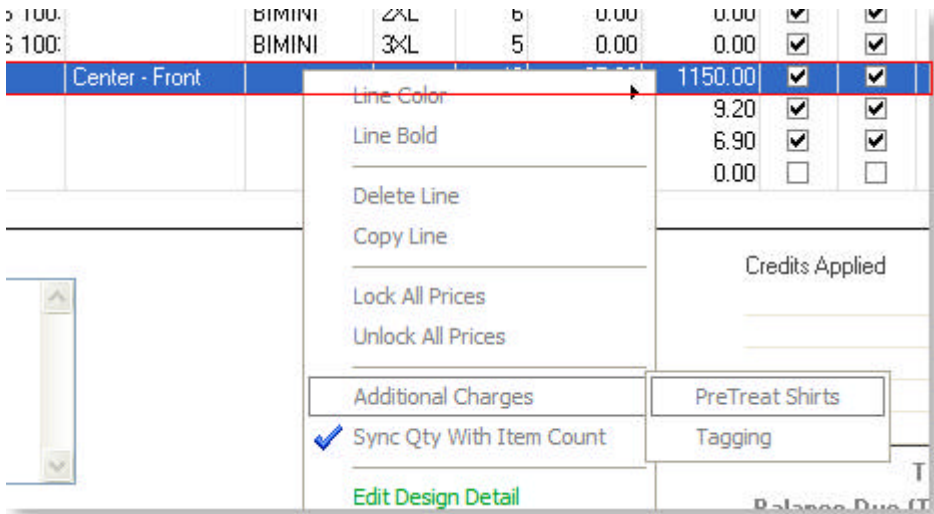 BIMINI 2XL 6 0.00 0.00
BIMINI 3XL 5 0.00 0.00
Center - Front 1150.00
Line Color
9.20
Line Bold
6.90
0.00
Delete Line
Copy Line
Credits Applied
Lock All Prices
Unlock All Prices
Additional Charges PreTreat Shirts
Sync Qty With Item Count Tagging
Edit Design Detail
Balance Due